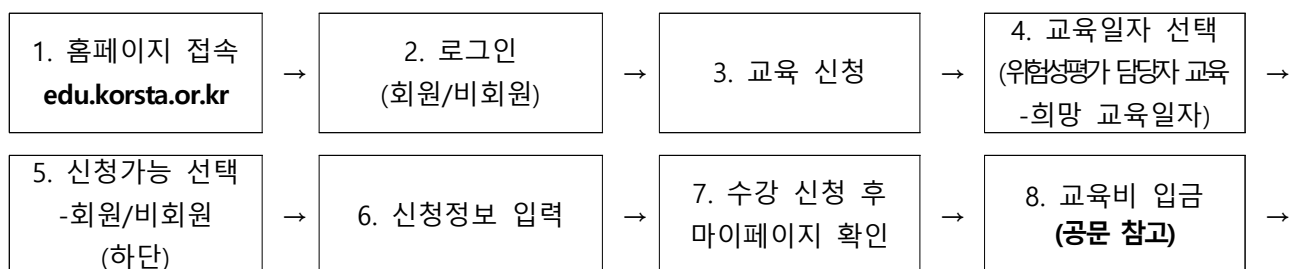 1. 홈페이지 접속
edu.korsta.or.kr
→
2. 로그인
(회원/비회원)
→
3. 교육 신청
→
4. 교육일자 선택
(위험성평가 담당자 교육
-희망 교육일자)
→
5. 신청가능 선택
-회원/비회원
(하단)
→
6. 신청정보 입력
→
7. 수강 신청 후
마이페이지 확인
→
8. 교육비 입금
(공문 참고)
→